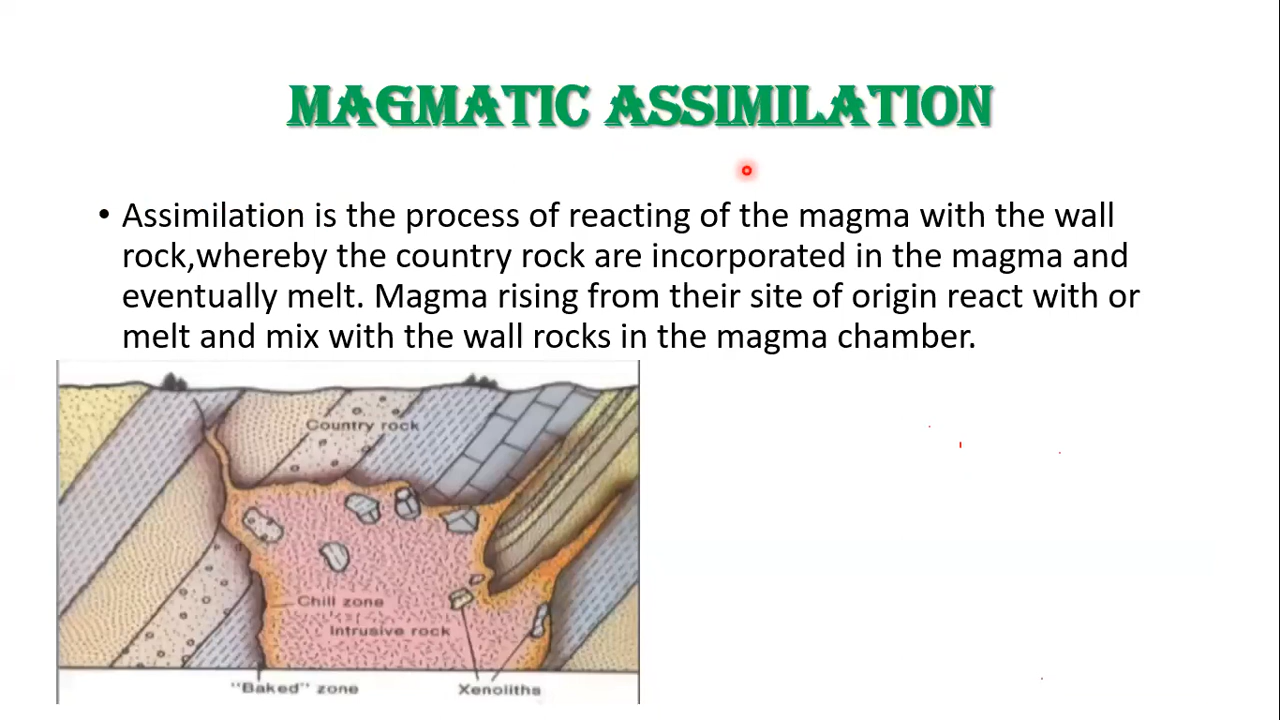 MAGMATIC ASSIMILATION
• Assimilation is the process of reacting of the magma with the wall
rock,whereby the country rock are incorporated in the magma and
eventually melt. Magma rising from their site of origin react with or
melt and mix with the wall rocks in the magma chamber.
Country rock
Chill zone
Intrusive rock
"Baked" zone
Xenoliths